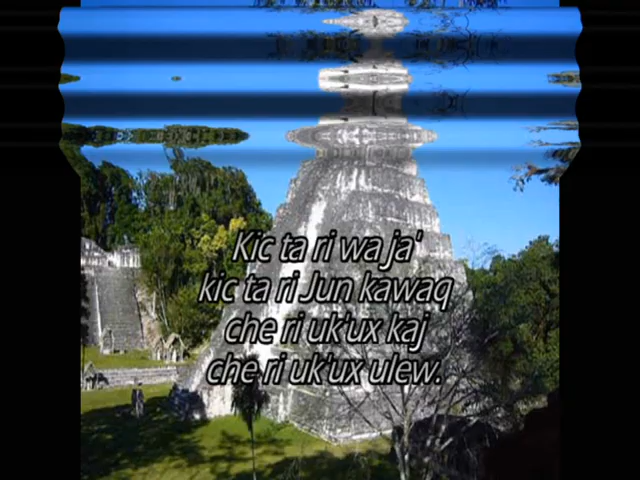 Kic ta ri wa ja'
kic ta ri Jun kawaq
che ri uk'ux kaj
che ri uk'ux ulew.